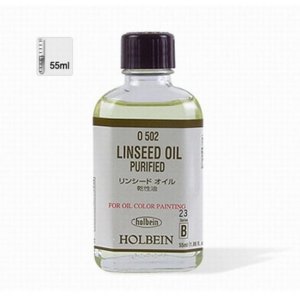 55ml
O 502
LINSEED OIL
PURIFIED
リンシード オイル
乾性油
FOR OIL COLOR PAINTING
23
holbein
B
HOLBEIN
55ml